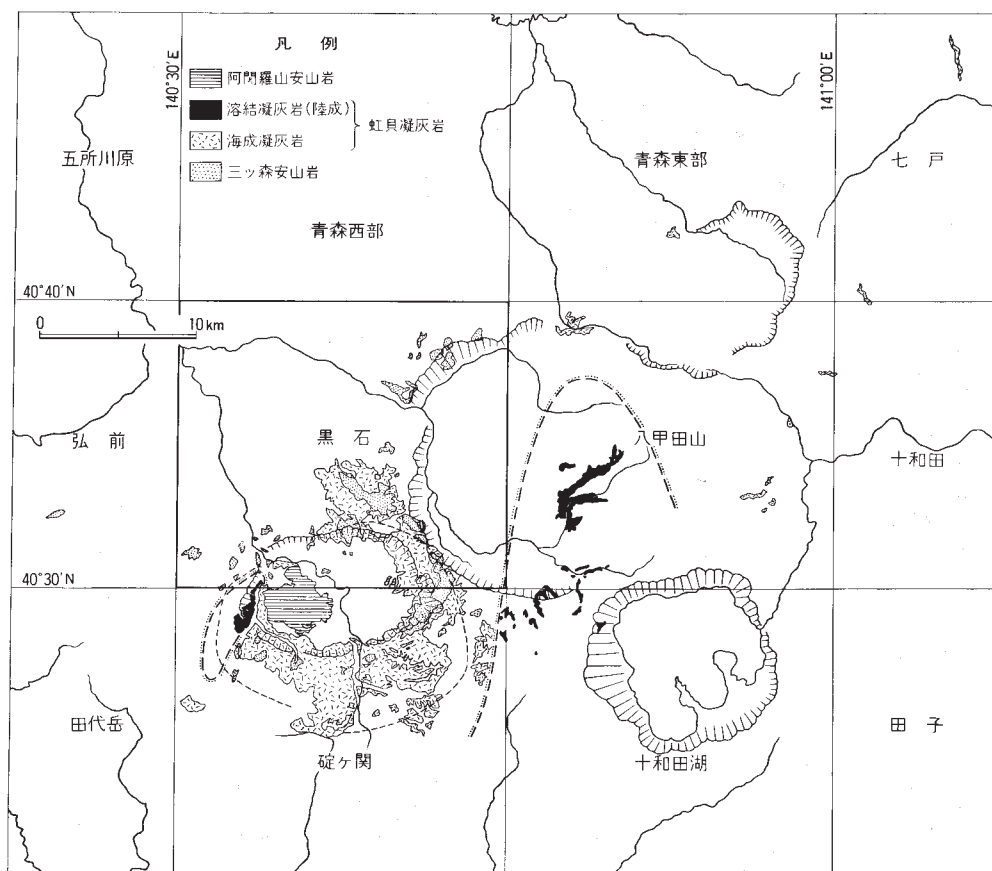 凡例
阿闍羅山安山岩
溶結凝灰岩(陸成)
虹貝凝灰岩
海成凝灰岩
三ッ森安山岩
140°30′E
141°00′E
五所川原
青森西部
青森東部
七戸
40°40′N
0 10km
弘前
黒石
八甲田山
十和田
40°30′N
田代岳
碇ヶ関
十和田湖
田子